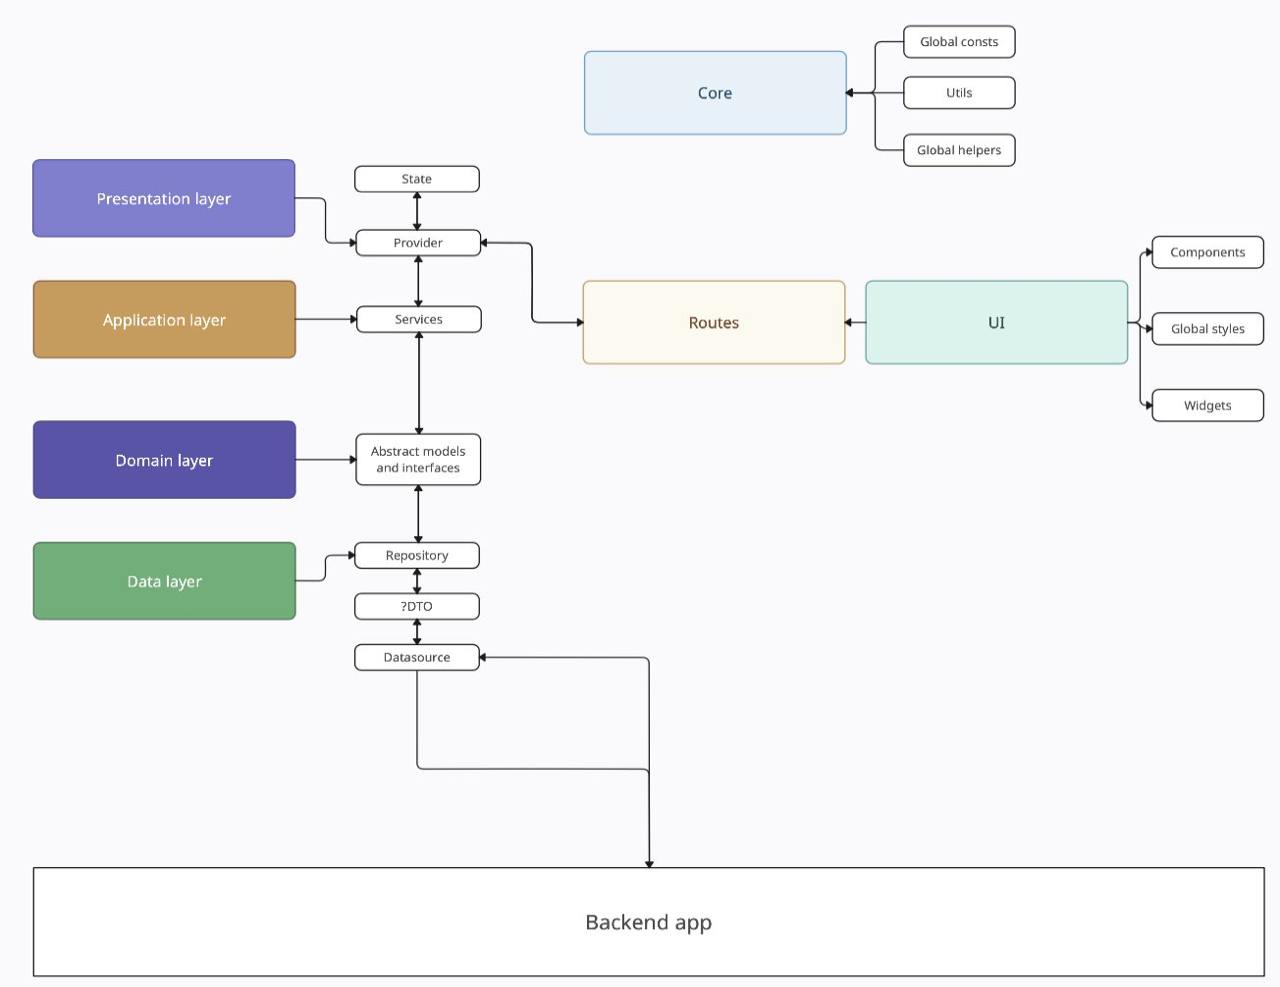 Global consts
Core
Utils
Global helpers
Presentation layer
State
Provider
Components
Application layer
Services
Routes
UI
Global styles
Widgets
Domain layer
Abstract models
and interfaces
Data layer
Repository
?DTO
Datasource
Backend app